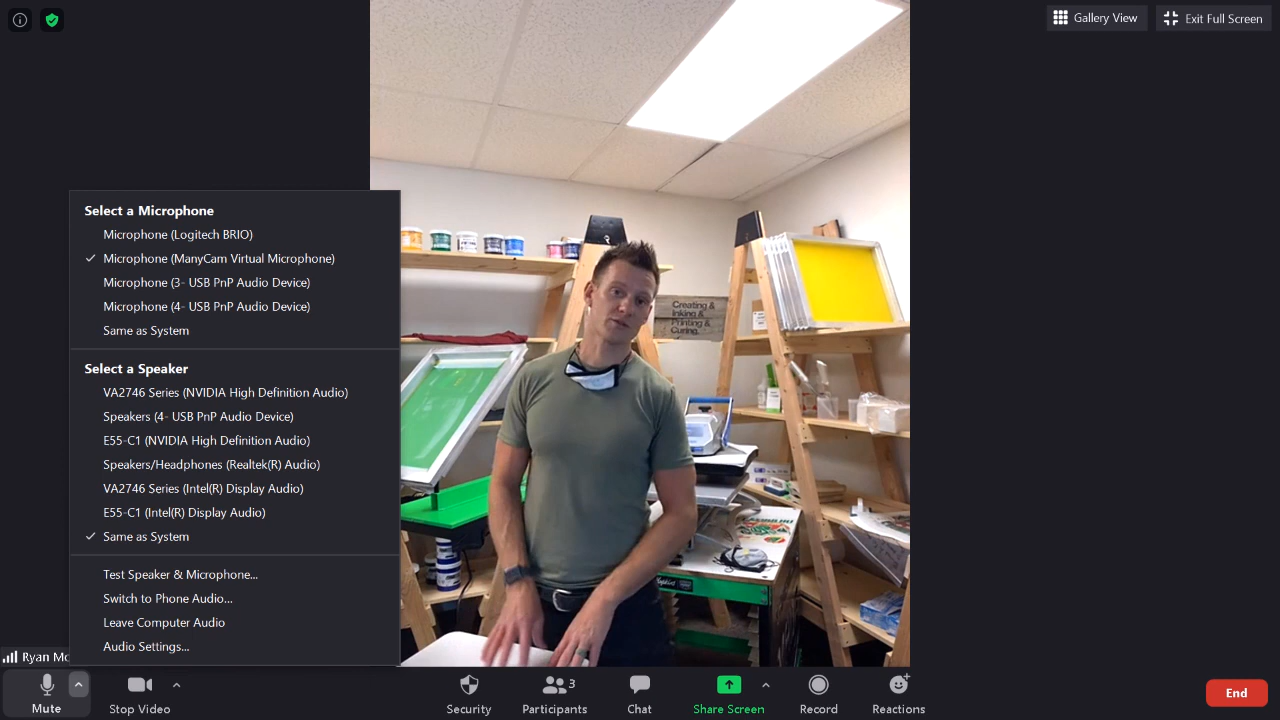 Gallery View
Exit Full Screen
Select a Microphone
Microphone (Logitech BRIO)
Microphone (ManyCam Virtual Microphone)
Microphone (3- USB PnP Audio Device)
Microphone (4- USB PnP Audio Device)
Same as System
Select a Speaker
VA2746 Series (NVIDIA High Definition Audio)
Speakers (4- USB PnP Audio Device)
E55-C1 (NVIDIA High Definition Audio)
Speakers/Headphones (Realtek(R) Audio)
VA2746 Series (Intel(R) Display Audio)
E55-C1 (Intel(R) Display Audio)
Same as System
Test Speaker & Microphone...
Switch to Phone Audio...
Leave Computer Audio
Audio Settings...
Creating &
Inking &
Printing &
Curing.
Ryan Mc
Mute
Stop Video
Security
Participants
3
Chat
Share Screen
Record
Reactions
End